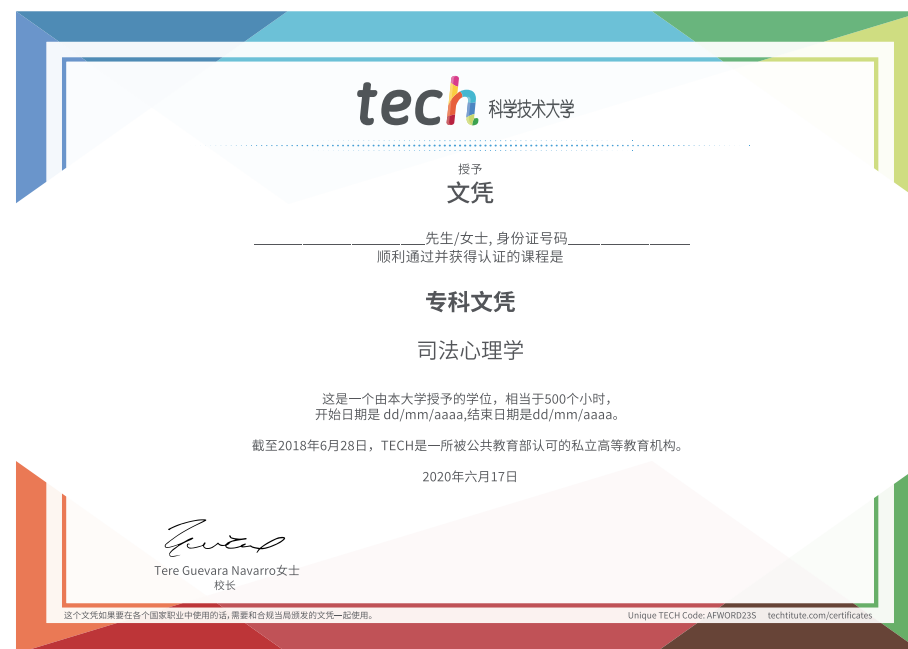 tech 科学技术大学
授予
文凭
先生/女士, 身份证号码
顺利通过并获得认证的课程是
专科文凭
司法心理学
这是一个由本大学授予的学位，相当于500个小时，
开始日期是 dd/mm/aaaa,结束日期是dd/mm/aaaa。
截至2018年6月28日，TECH是一所被公共教育部认可的私立高等教育机构。
2020年六月17日
Tere Guevara Navarro女士
校长
这个文凭如果要在各个国家职业中使用的话,需要和合规当局颁发的文凭一起使用。
Unique TECH Code: AFWORD23S techtitute.com/certificates